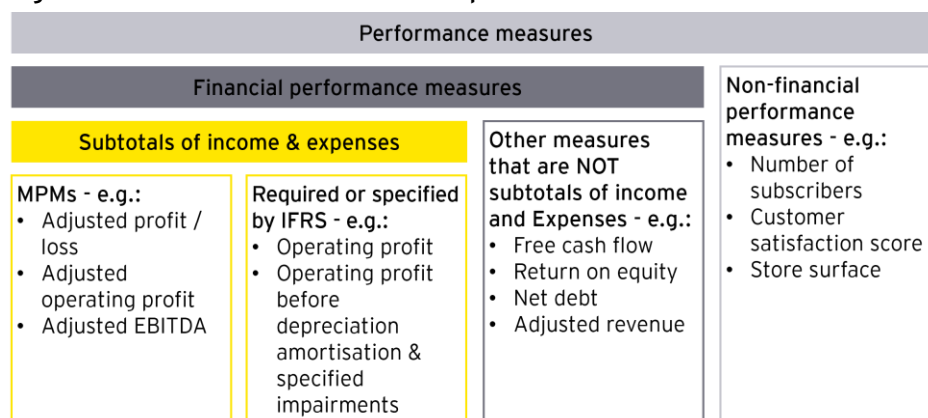 Performance measures
Financial performance measures
Subtotals of income & expenses
MPMs - e.g.:
• Adjusted profit /
loss
• Adjusted
operating profit
• Adjusted EBITDA
Required or specified
by IFRS - e.g.:
• Operating profit
• Operating profit
before
depreciation
amortisation &
specified
impairments
Other measures
that are NOT
subtotals of income
and Expenses - e.g.:
• Free cash flow
• Return on equity
• Net debt
• Adjusted revenue
Non-financial
performance
measures - e.g.:
• Number of
subscribers
• Customer
satisfaction score
• Store surface